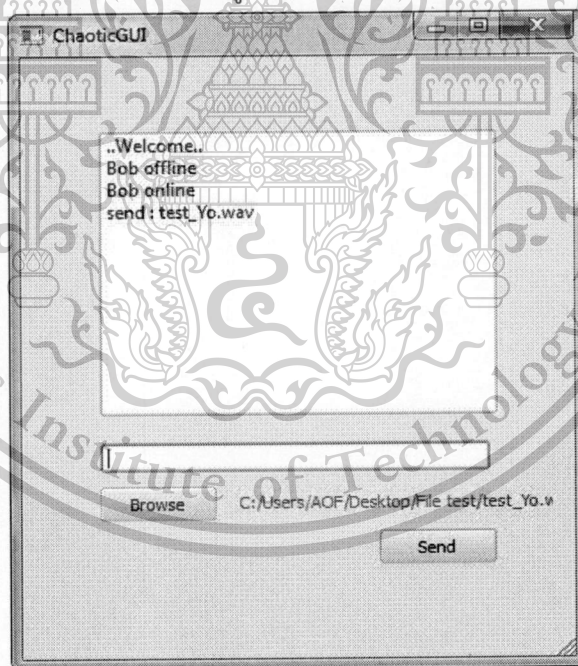 ChaoticGUI
..Welcome..
Bob offline
Bob online
send : test_Yo.wav
Browse
C:/Users/AOF/Desktop/File test/test_Yo.w
Send
Institute of Technology